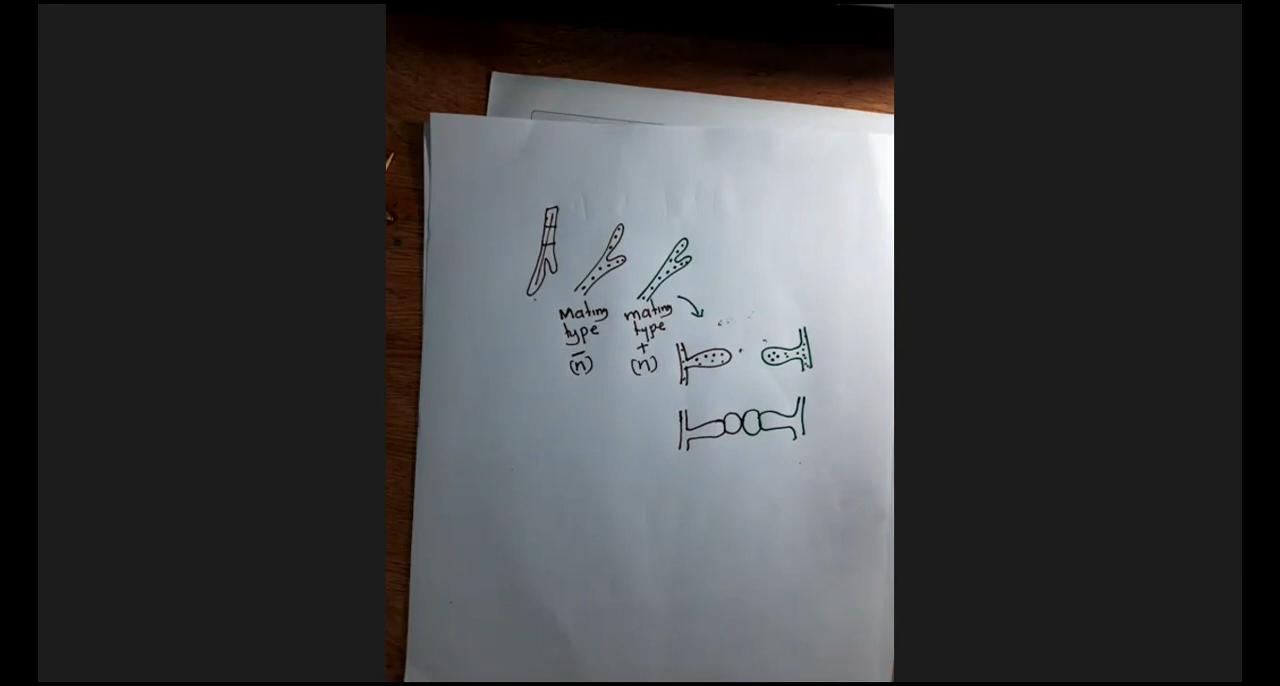 Mating
type
–
(n)
mating
type
+
(n)